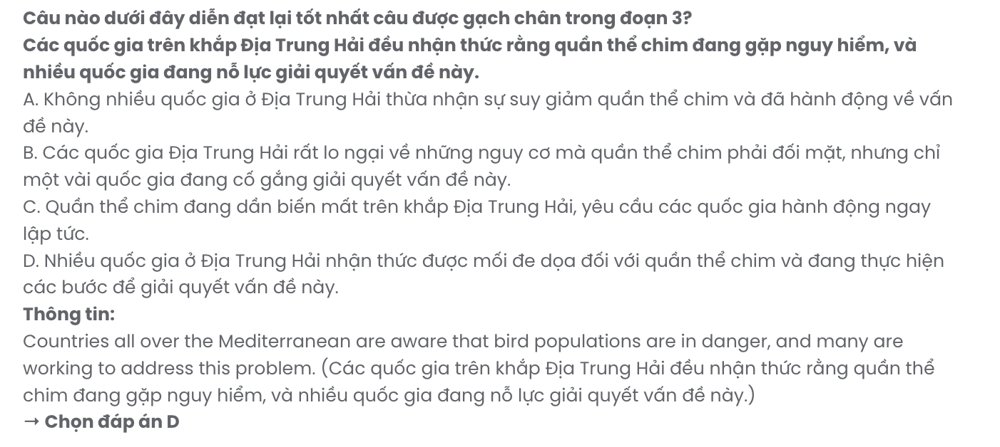 Câu nào dưới đây diễn đạt lại tốt nhất câu được gạch chân trong đoạn 3?
Các quốc gia trên khắp Địa Trung Hải đều nhận thức rằng quần thể chim đang gặp nguy hiểm, và
nhiều quốc gia đang nỗ lực giải quyết vấn đề này.
A. Không nhiều quốc gia ở Địa Trung Hải thừa nhận sự suy giảm quần thể chim và đã hành động về vấn
đề này.
B. Các quốc gia Địa Trung Hải rất lo ngại về những nguy cơ mà quần thể chim phải đối mặt, nhưng chỉ
một vài quốc gia đang cố gắng giải quyết vấn đề này.
C. Quần thể chim đang dần biến mất trên khắp Địa Trung Hải, yêu cầu các quốc gia hành động ngay
lập tức.
D. Nhiều quốc gia ở Địa Trung Hải nhận thức được mối đe dọa đối với quần thể chim và đang thực hiện
các bước để giải quyết vấn đề này.
Thông tin:
Countries all over the Mediterranean are aware that bird populations are in danger, and many are
working to address this problem. (Các quốc gia trên khắp Địa Trung Hải đều nhận thức rằng quần thể
chim đang gặp nguy hiểm, và nhiều quốc gia đang nỗ lực giải quyết vấn đề này.)
→ Chọn đáp án D